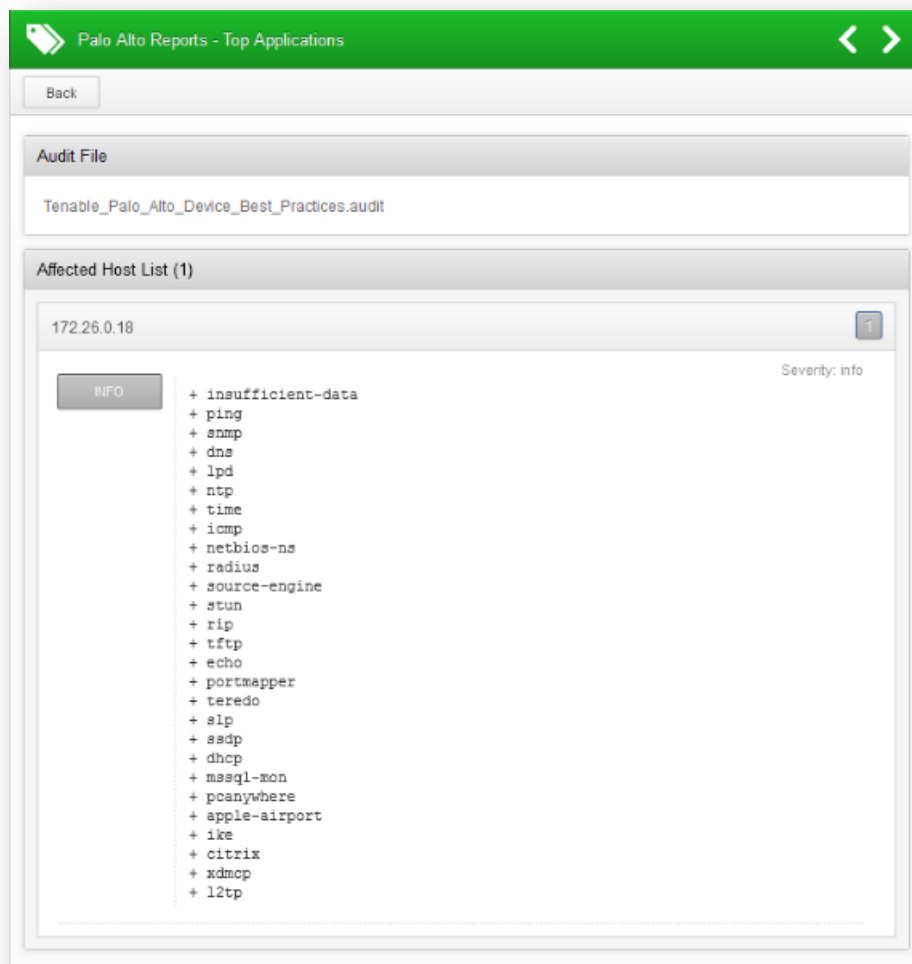 Palo Alto Reports - Top Applications
Back
Audit File
Tenable_Palo_Alto_Device_Best_Practices.audit
Affected Host List (1)
172.26.0.18
1
Severity: info
INFO
+ insufficient-data
+ ping
+ snmp
+ dns
+ lpd
+ ntp
+ time
+ icmp
+ netbios-ns
+ radius
+ source-engine
+ stun
+ rip
+ tftp
+ echo
+ portmapper
+ teredo
+ slp
+ ssdp
+ dhcp
+ mssql-mon
+ pcanywhere
+ apple-airport
+ ike
+ citrix
+ xdmcp
+ l2tp